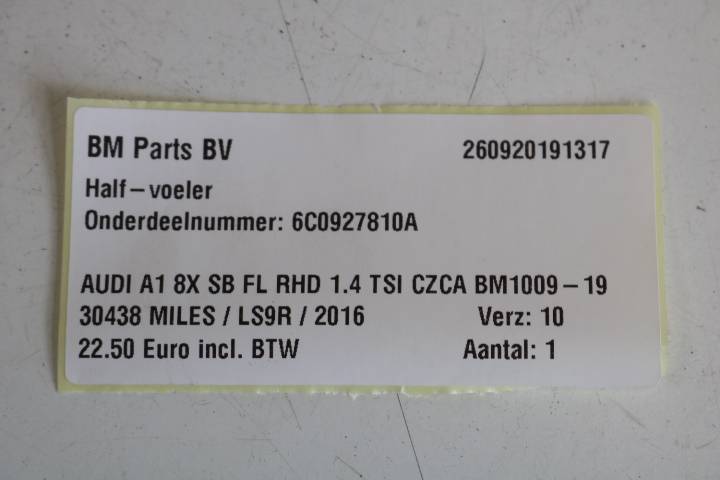 BM Parts BV 260920191317
Half-voeler
Onderdeelnummer: 6C0927810A
AUDI A1 8X SB FL RHD 1.4 TSI CZCA BM1009-19
30438 MILES / LS9R / 2016 Verz: 10
22.50 Euro incl. BTW Aantal: 1